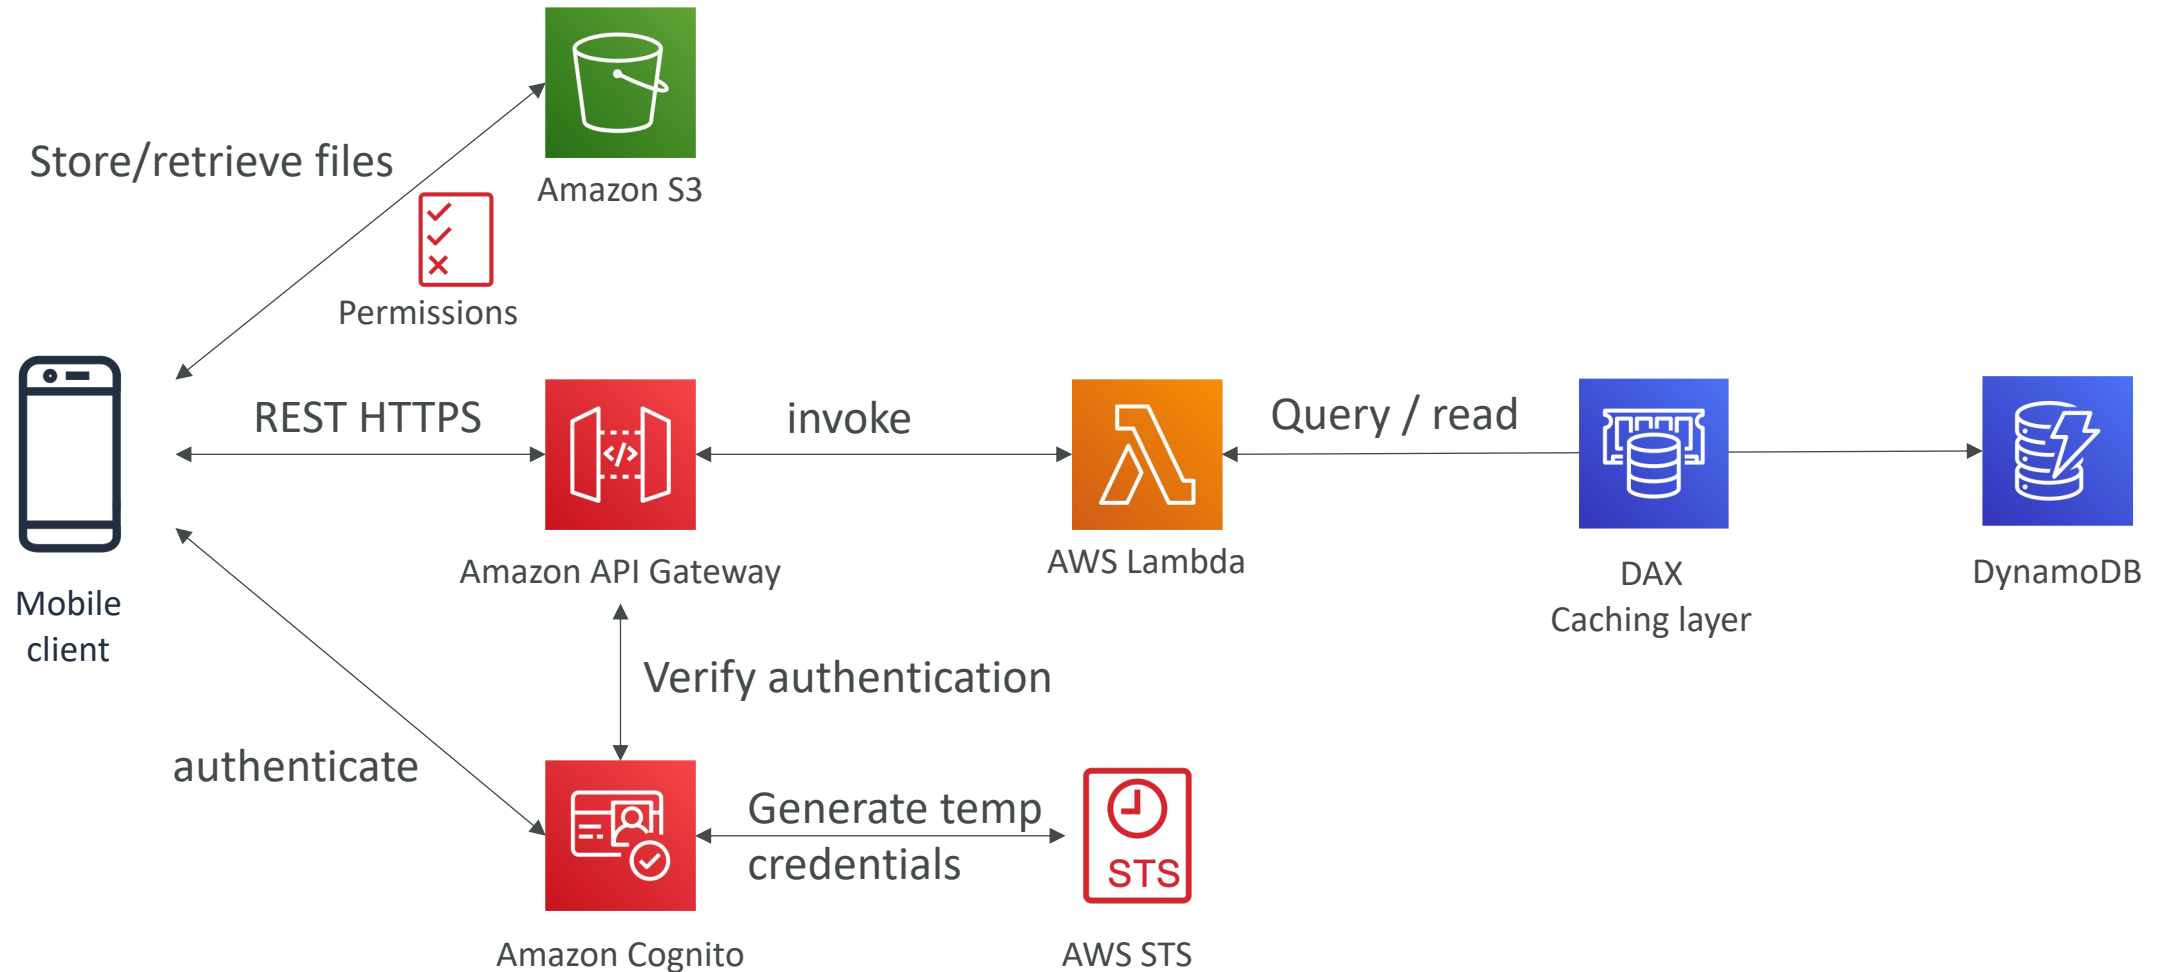 Amazon S3
Store/retrieve files
Permissions
Mobile
client
REST HTTPS
</>
Amazon API Gateway
invoke
AWS Lambda
Query / read
DAX
Caching layer
DynamoDB
Verify authentication
authenticate
Amazon Cognito
Generate temp
credentials
STS
AWS STS